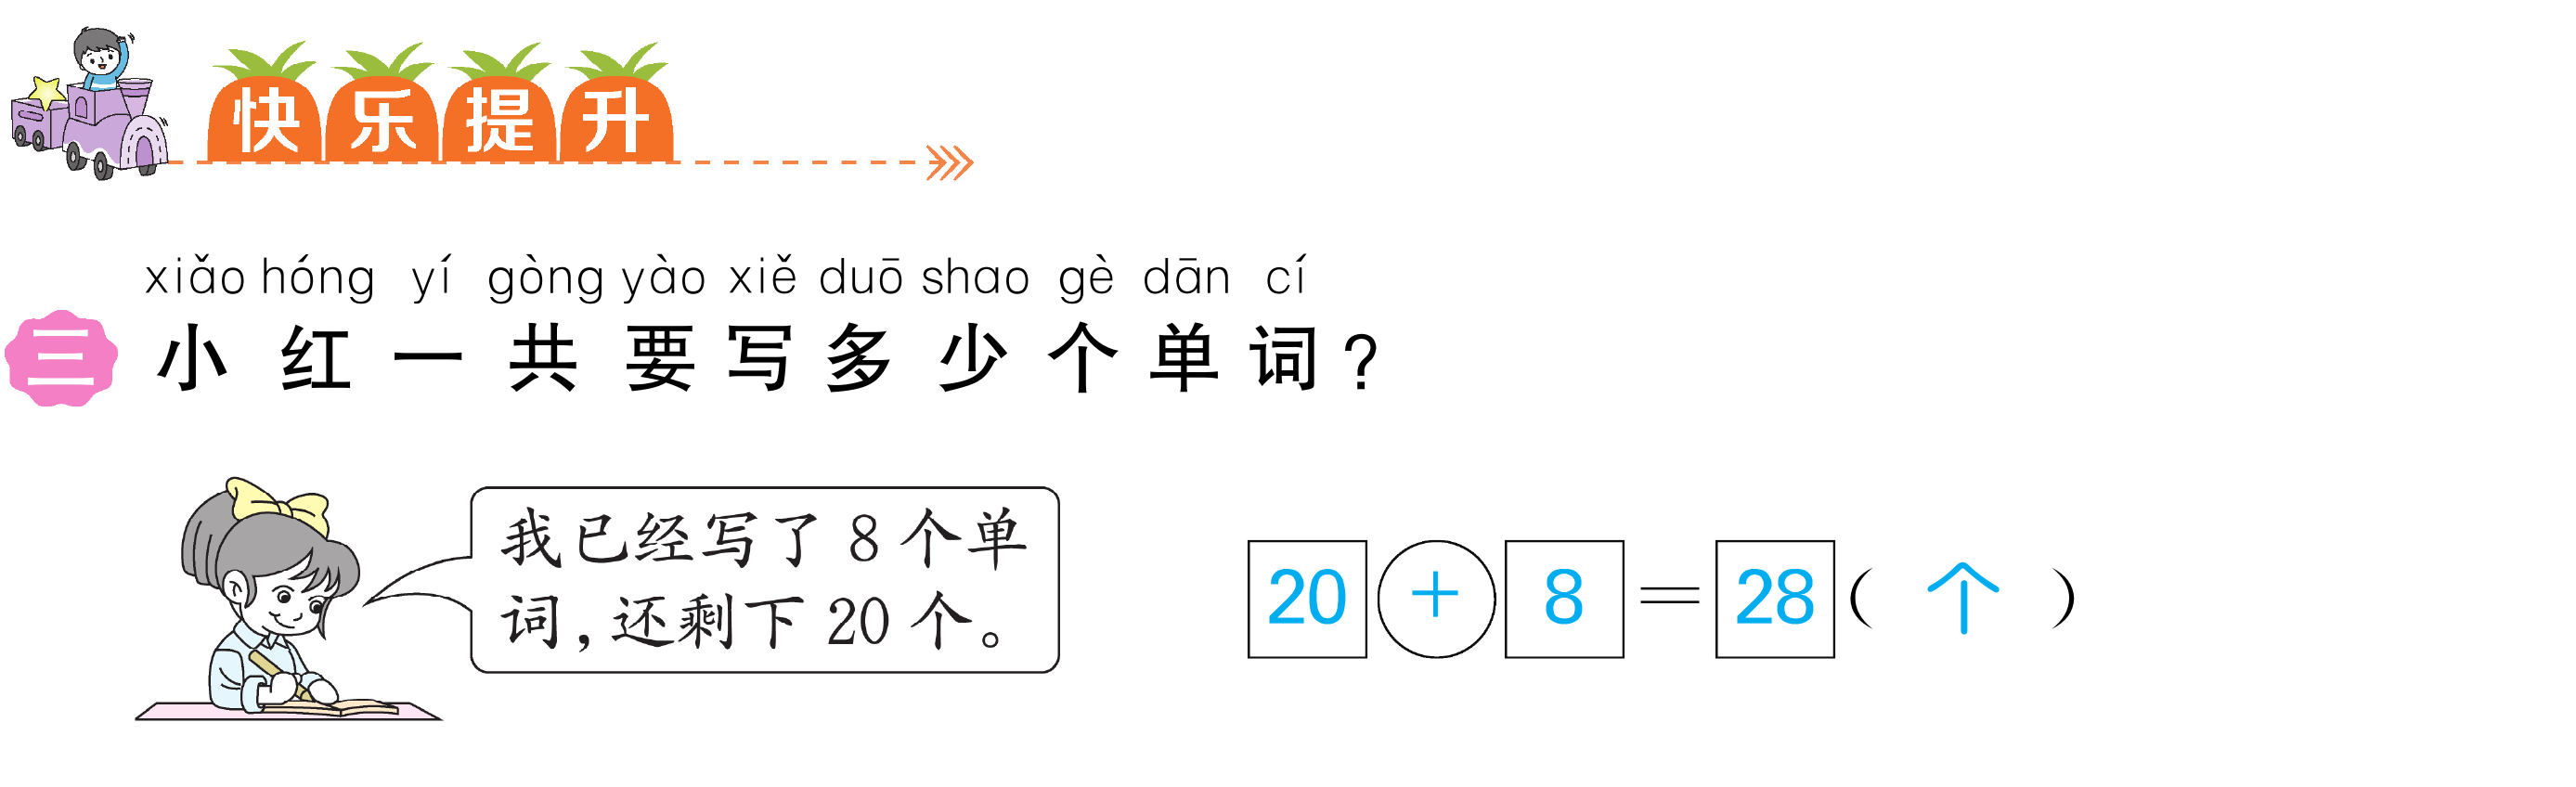 快乐提升
xiǎo hóng yí gòng yào xiě duō shao gè dān cí
三 小红一共要写多少个单词?
我已经写了8个单
词,还剩下20个。
20+8=28(个)